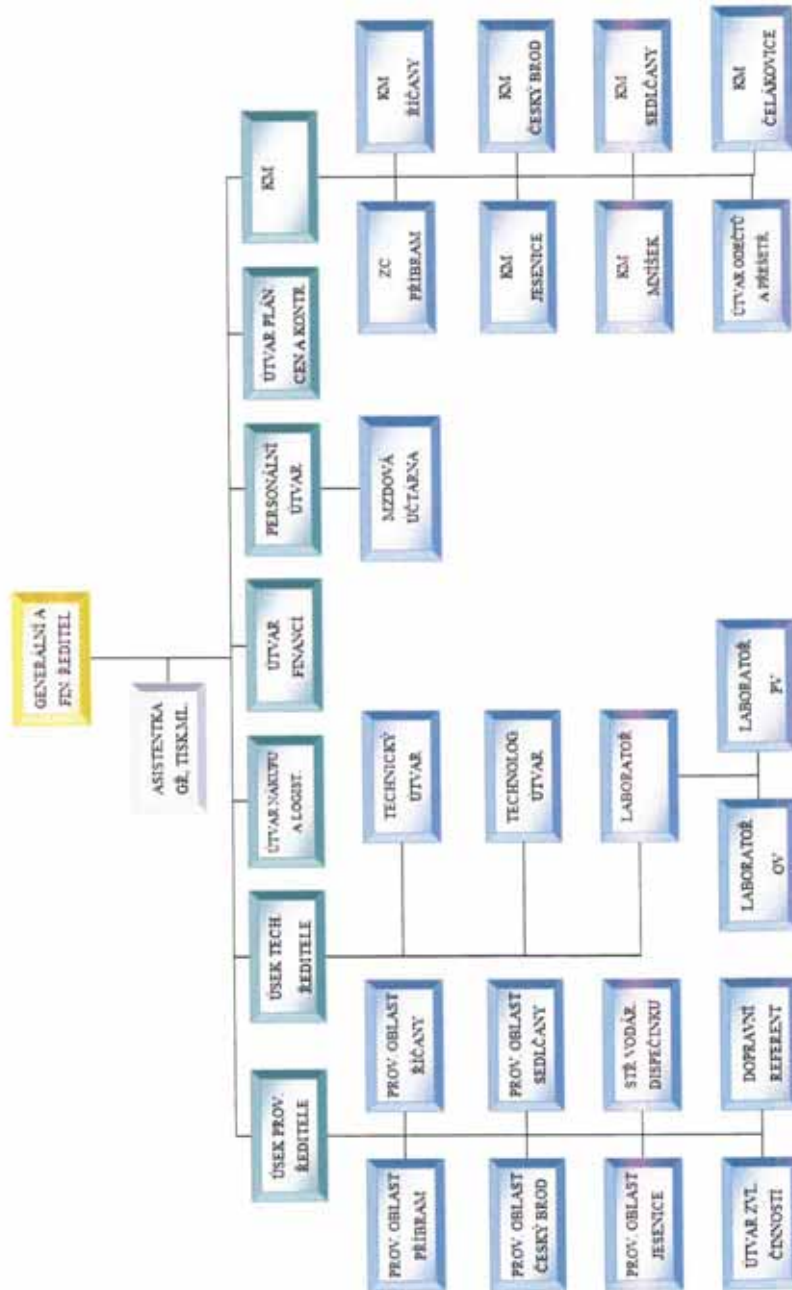 GENERÁLNÍ A
FIN. ŘEDITEL
ASISTENTKA
GŘ, TISK.ML.
ÚSEK PROV.
ŘEDITELE
ÚSEK TECH.
ŘEDITELE
ÚTVAR NÁKUPU
A LOGIST.
ÚTVAR
FINANCÍ
PERSONÁLNÍ
ÚTVAR
ÚTVAR PLÁN
CEN A KONTR.
KM
PROV. OBLAST
PŘÍBRAM
PROV. OBLAST
ŘÍČANY
TECHNICKÝ
ÚTVAR
MZDOVÁ
UČTÁRNA
ZC
PŘÍBRAM
KM
ŘÍČANY
PROV. OBLAST
ČESKÝ BROD
PROV. OBLAST
SEDLČANY
TECHNOLOG
ÚTVAR
KM
JESENICE
KM
ČESKÝ BROD
PROV. OBLAST
JESENICE
STŘ. VODÁR.
DISPEČINKU
LABORATOŘ
KM
MNÍŠEK
KM
SEDLČANY
ÚTVAR ZVL.
ČINNOSTÍ
DOPRAVNÍ
REFERENT
LABORATOŘ
OV
LABORATOŘ
PV
ÚTVAR ODEČTŮ
A PŘEŠETŘ.
KM
ČELÁKOVICE